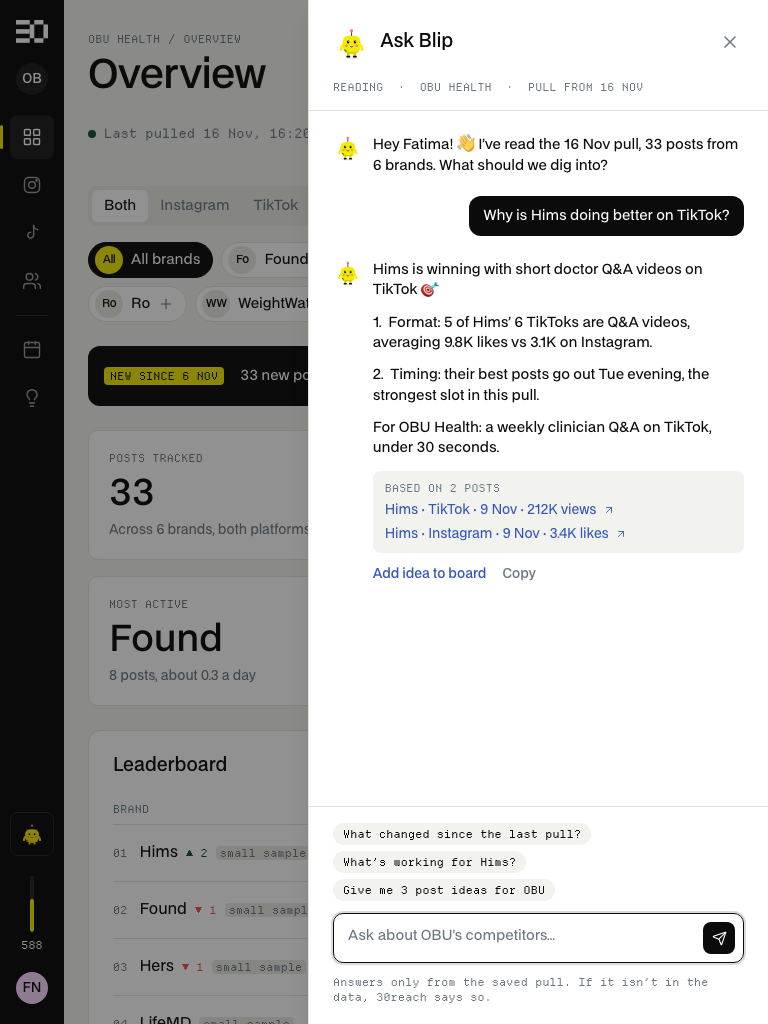 30
OB
FN
588
OBU HEALTH / OVERVIEW
Overview
Last pulled 16 Nov, 16:20
Both Instagram TikTok
All All brands Fo Found
Ro Ro WW WeightWat
NEW SINCE 6 NOV 33 new po
POSTS TRACKED
33
Across 6 brands, both platforms
MOST ACTIVE
Found
8 posts, about 0.3 a day
Leaderboard
BRAND
01 Hims ▲ 2 small sample
02 Found ▼ 1 small sampl
03 Hers ▼ 1 small sample
04 LifeMD small sample
Ask Blip
READING · OBU HEALTH · PULL FROM 16 NOV
Hey Fatima! 👋 I've read the 16 Nov pull, 33 posts from
6 brands. What should we dig into?
Why is Hims doing better on TikTok?
Hims is winning with short doctor Q&A videos on
TikTok 🎯
1. Format: 5 of Hims' 6 TikToks are Q&A videos,
averaging 9.8K likes vs 3.1K on Instagram.
2. Timing: their best posts go out Tue evening, the
strongest slot in this pull.
For OBU Health: a weekly clinician Q&A on TikTok,
under 30 seconds.
BASED ON 2 POSTS
Hims · TikTok · 9 Nov · 212K views ↗
Hims · Instagram · 9 Nov · 3.4K likes ↗
Add idea to board Copy
What changed since the last pull?
What's working for Hims?
Give me 3 post ideas for OBU
Ask about OBU's competitors…
Answers only from the saved pull. If it isn't in the
data, 30reach says so.